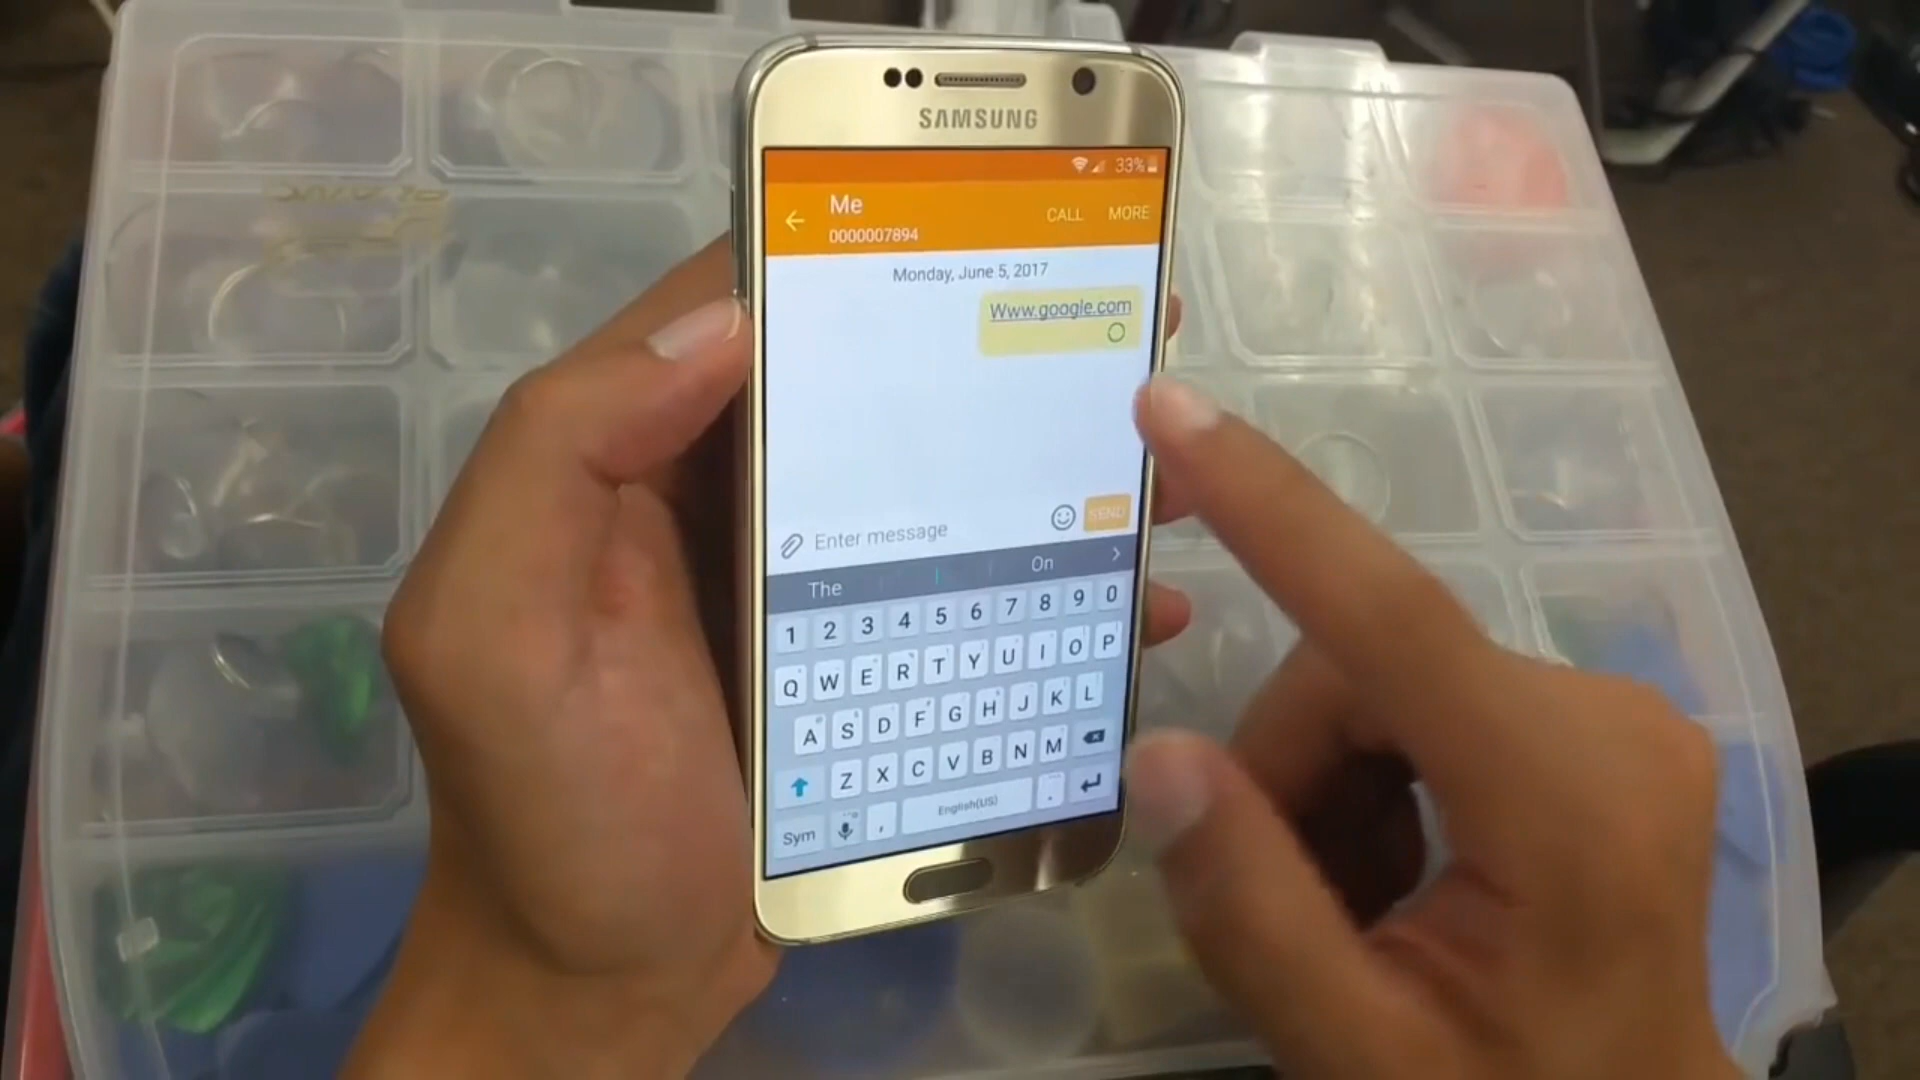 SAMSUNG
33%
Me
CALL MORE
0000007894
Monday, June 5, 2017
Www.google.com
Enter message
SEND
The
On
1 2 3 4 5 6 7 8 9 0
Q W E R T Y U I O P
A S D F G H J K L
Z X C V B N M
Sym , English(US) .